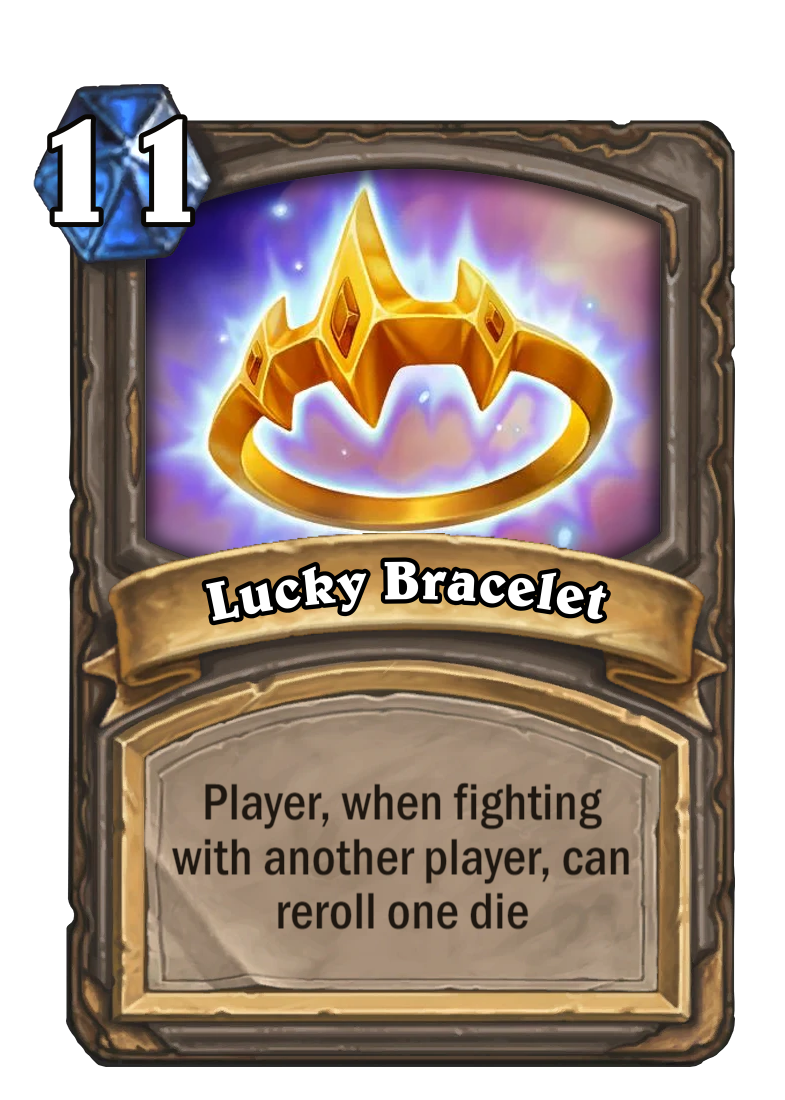 11
Lucky Bracelet
Player, when fighting
with another player, can
reroll one die